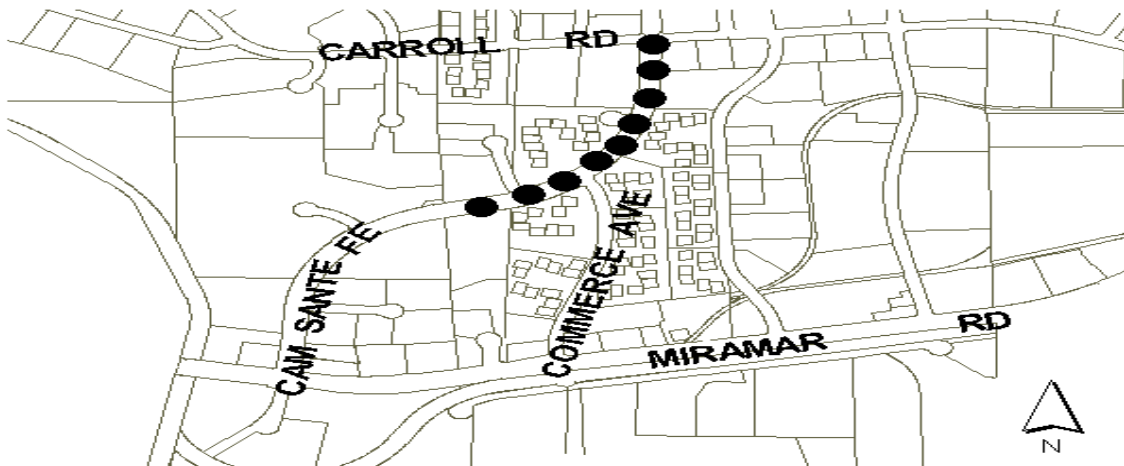 CARROLL RD
CAM SANTE FE
COMMERCE AVE
MIRAMAR RD
N